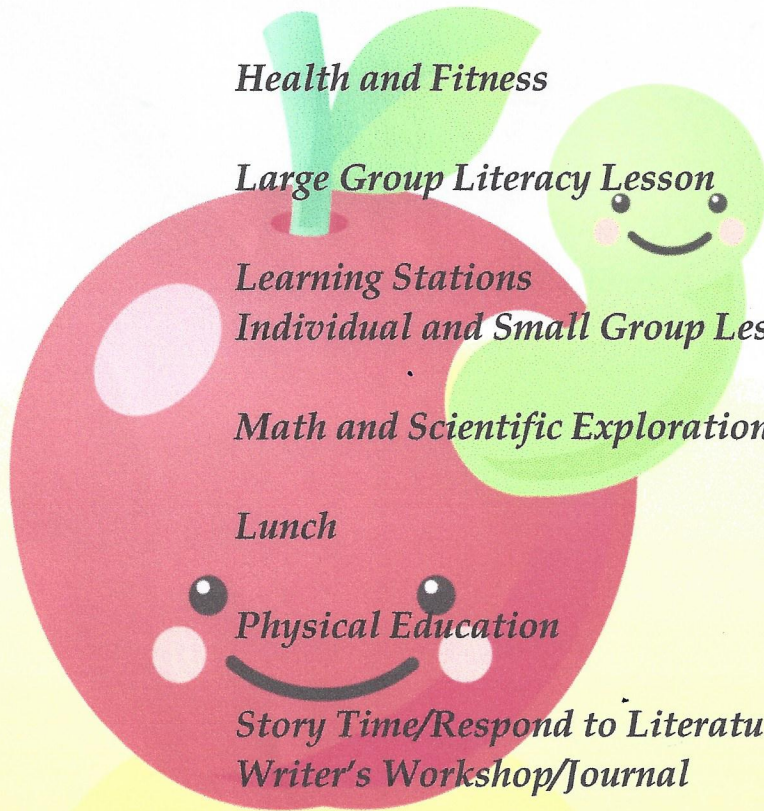 Health and Fitness
Large Group Literacy Lesson
Learning Stations
Individual and Small Group Les
Math and Scientific Exploration
Lunch
Physical Education
Story Time/Respond to Literatu
Writer's Workshop/Journal